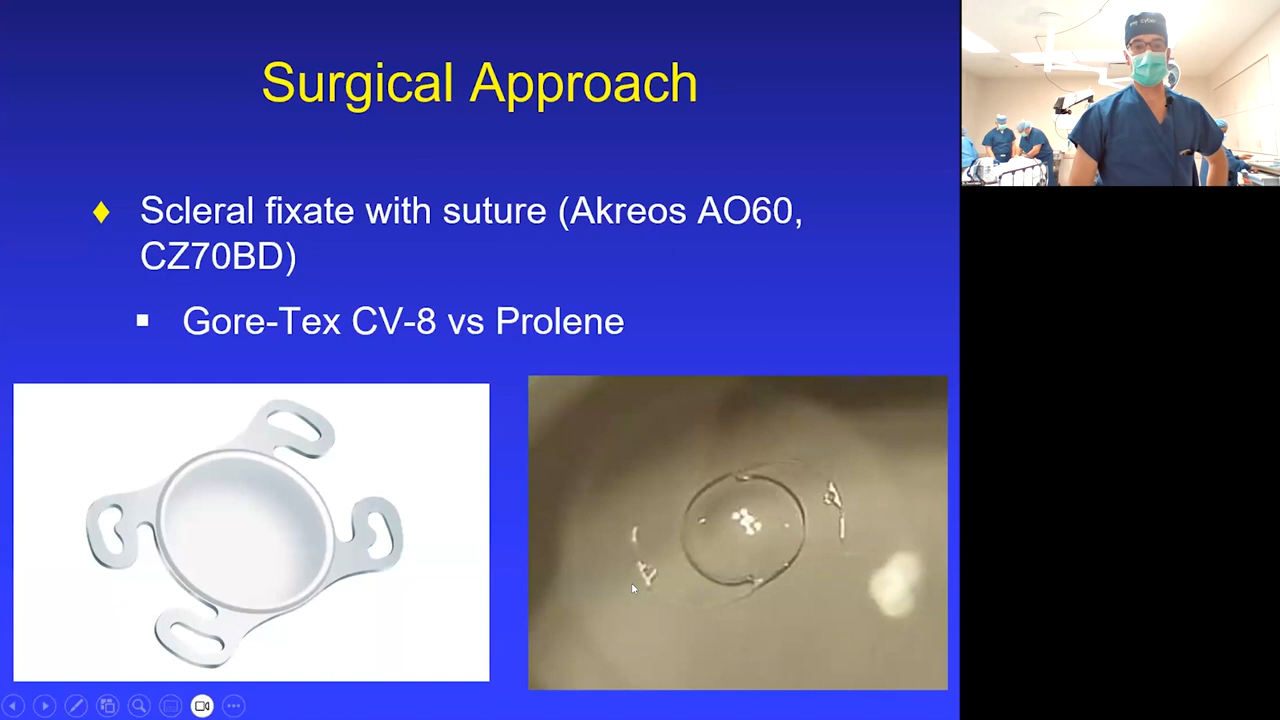 Surgical Approach
Scleral fixate with suture (Akreos AO60,
CZ70BD)
Gore-Tex CV-8 vs Prolene